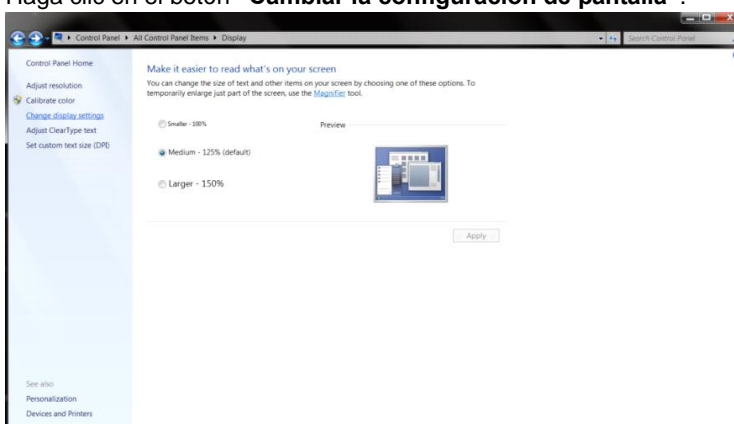 Haga clic en el botón "Cambiar la configuración de pantalla".
Control Panel ▸ All Control Panel Items ▸ Display
Search Control Panel
Control Panel Home
Adjust resolution
Calibrate color
Change display settings
Adjust ClearType text
Set custom text size (DPI)
Make it easier to read what's on your screen
You can change the size of text and other items on your screen by choosing one of these options. To
temporarily enlarge just part of the screen, use the Magnifier tool.
Smaller - 100%
Preview
Medium - 125% (default)
Larger - 150%
Apply
See also
Personalization
Devices and Printers